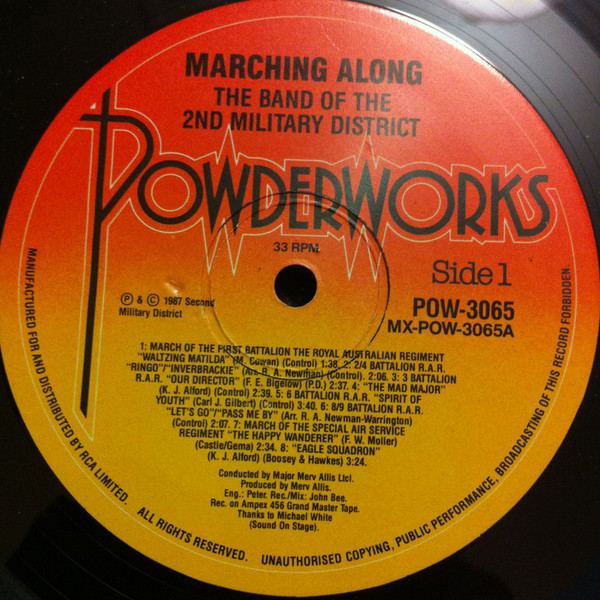 MARCHING ALONG
THE BAND OF THE
2ND MILITARY DISTRICT
POWDERWORKS
33 RPM
Side 1
℗ & © 1987 Second
Military District
POW-3065
MX-POW-3065A
1: MARCH OF THE FIRST BATTALION THE ROYAL AUSTRALIAN REGIMENT
"WALTZING MATILDA" (M. Cowan) (Control) 1:38. 2: 2/4 BATTALION R.A.R.
"RINGO"/"INVERBRACKIE" (Arr. R. A. Newman) (Control). 2:06. 3: 3 BATTALION
R.A.R. "OUR DIRECTOR" (F. E. Bigelow) (P.D.) 2:37. 4: "THE MAD MAJOR"
(K. J. Alford) (Control) 2:39. 5: 6 BATTALION R.A.R. "SPIRIT OF
YOUTH" (Carl J. Gilbert) (Control) 3:40. 6: 8/9 BATTALION R.A.R.
"LET'S GO"/"PASS ME BY" (Arr. R. A. Newman-Warrington)
(Control) 2:07. 7: MARCH OF THE SPECIAL AIR SERVICE
REGIMENT "THE HAPPY WANDERER" (F. W. Moller)
(Castle/Gema) 2:34. 8: "EAGLE SQUADRON"
(K. J. Alford) (Boosey & Hawkes) 3:24.
Conducted by Major Merv Allis Ltcl.
Produced by Merv Allis.
Eng.: Peter. Rec./Mix: John Bee.
Rec. on Ampex 456 Grand Master Tape.
Thanks to Michael White
(Sound On Stage).
MANUFACTURED FOR AND DISTRIBUTED BY RCA LIMITED. ALL RIGHTS RESERVED. UNAUTHORISED COPYING, PUBLIC PERFORMANCE, BROADCASTING OF THIS RECORD FORBIDDEN.